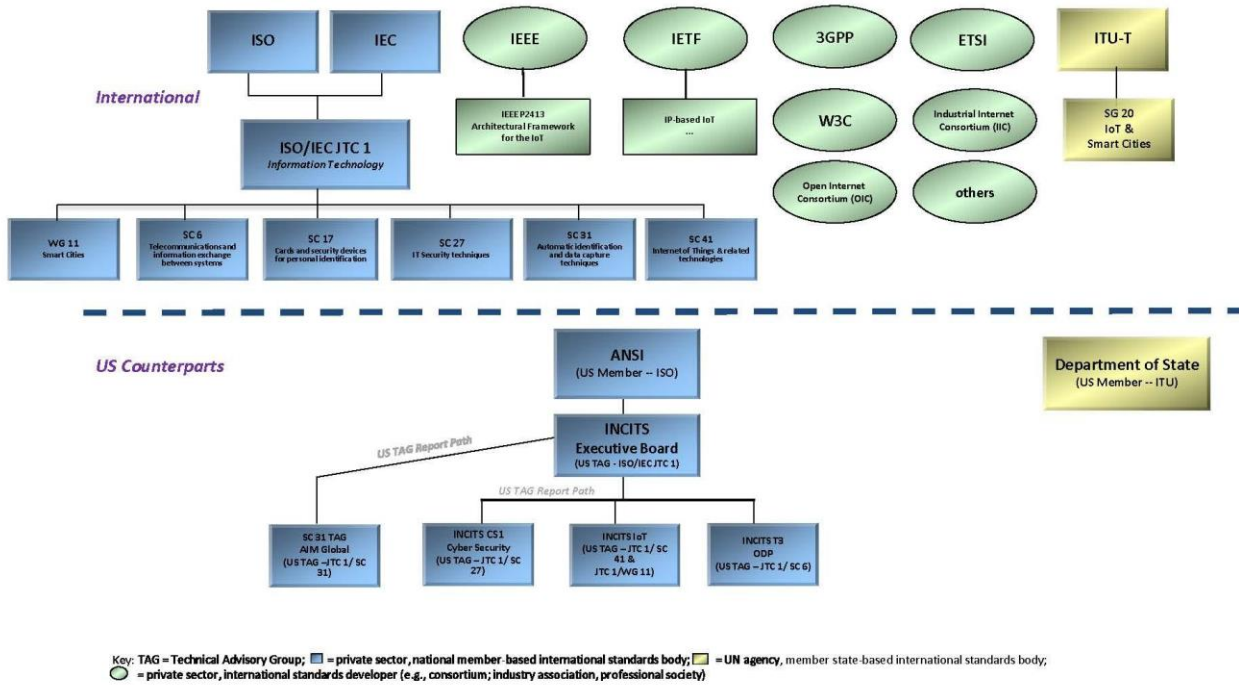 ISO
IEC
IEEE
IETF
3GPP
ETSI
ITU-T
International
IEEE P2413
Architectural Framework
for the IoT
IP-based IoT
...
W3C
Industrial Internet
Consortium (IIC)
SG 20
IoT &
Smart Cities
ISO/IEC JTC 1
Information Technology
Open Internet
Consortium (OIC)
others
WG 11
Smart Cities
SC 6
Telecommunications and
information exchange
between systems
SC 17
Cards and security devices
for personal identification
SC 27
IT Security techniques
SC 31
Automatic identification
and data capture
techniques
SC 41
Internet of Things & related
technologies
US Counterparts
ANSI
(US Member -- ISO)
Department of State
(US Member -- ITU)
INCITS
Executive Board
(US TAG - ISO/IEC JTC 1)
US TAG Report Path
US TAG Report Path
SC 31 TAG
AIM Global
(US TAG –JTC 1/ SC
31)
INCITS CS1
Cyber Security
(US TAG – JTC 1/ SC
27)
INCITS IoT
(US TAG – JTC 1/ SC
41 &
JTC 1/WG 11)
INCITS T3
ODP
(US TAG – JTC 1/ SC 6)
Key: TAG = Technical Advisory Group; = private sector, national member-based international standards body; = UN agency, member state-based international standards body;
= private sector, international standards developer (e.g., consortium; industry association, professional society)